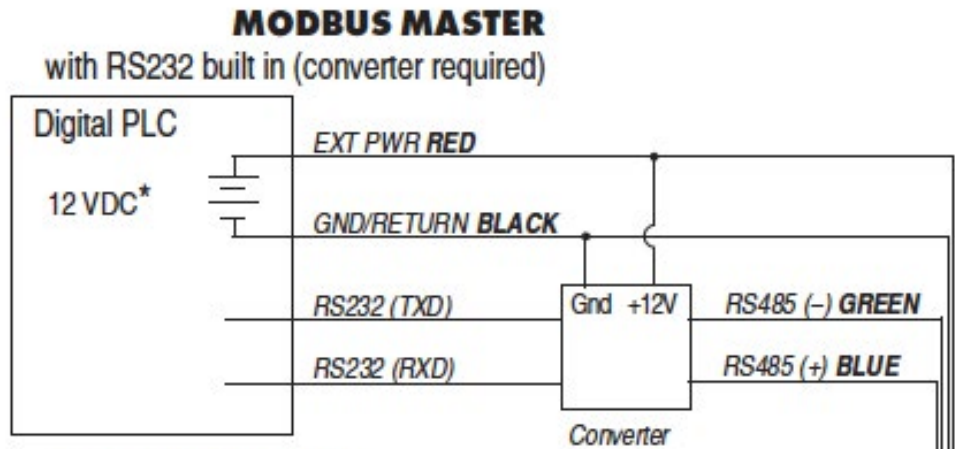 MODBUS MASTER
with RS232 built in (converter required)
Digital PLC
12 VDC*
EXT PWR RED
GND/RETURN BLACK
RS232 (TXD)
RS232 (RXD)
Gnd +12V
Converter
RS485 (–) GREEN
RS485 (+) BLUE